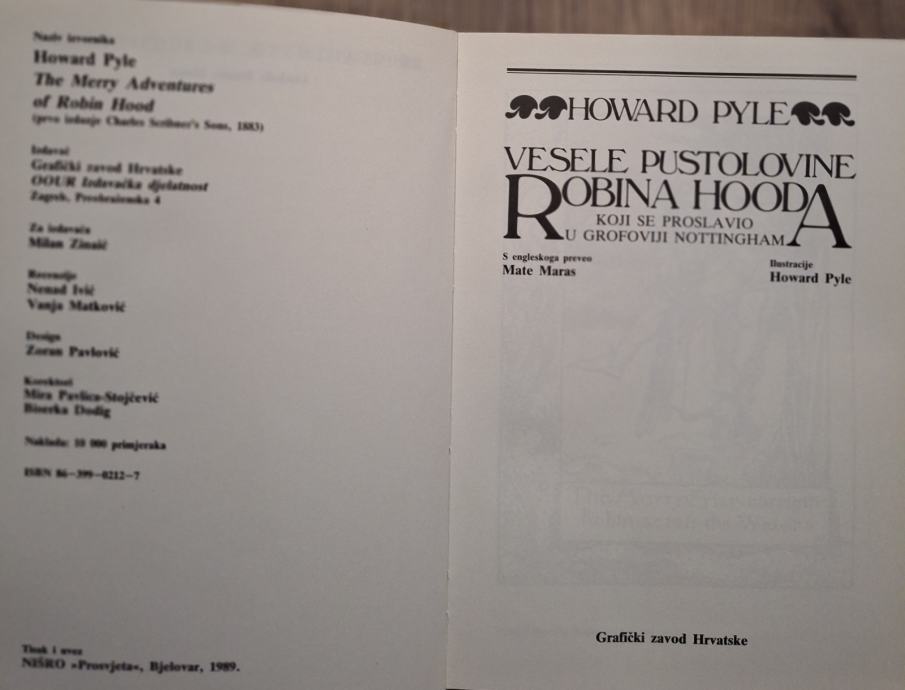 Naziv izvornika
Howard Pyle
The Merry Adventures
of Robin Hood
(prvo izdanje Charles Scribner's Sons, 1883)
Izdavač
Grafički zavod Hrvatske
OOUR Izdavačka djelatnost
Zagreb, Preobraženska 4
Za izdavača
Milan Zinaić
Recenzije
Nenad Ivić
Vanja Matković
Design
Zoran Pavlović
Korektori
Mira Pavlica-Stojčević
Biserka Dodig
Naklada: 10 000 primjeraka
ISBN 86—399—0212—7
Tisak i uvez
NIŠRO »Prosvjeta«, Bjelovar, 1989.
HOWARD PYLE
VESELE PUSTOLOVINE
ROBINA HOODA
KOJI SE PROSLAVIO
U GROFOVIJI NOTTINGHAM
S engleskoga preveo
Mate Maras
Ilustracije
Howard Pyle
Grafički zavod Hrvatske